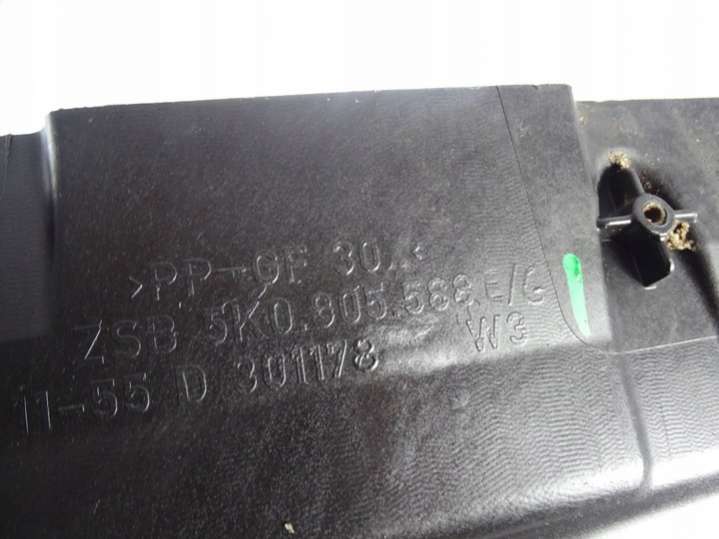 >PP-GF 30<
ZSB 5K0.805.588 E/G
W3
11-55 D 301178